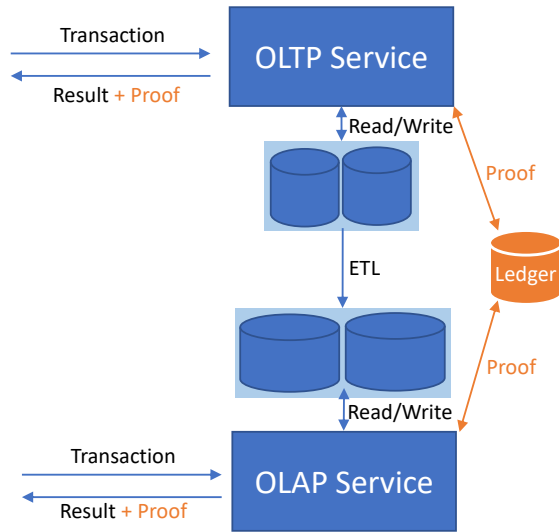 Transaction
OLTP Service
Result + Proof
Read/Write
Proof
Ledger
ETL
Proof
Read/Write
Transaction
OLAP Service
Result + Proof